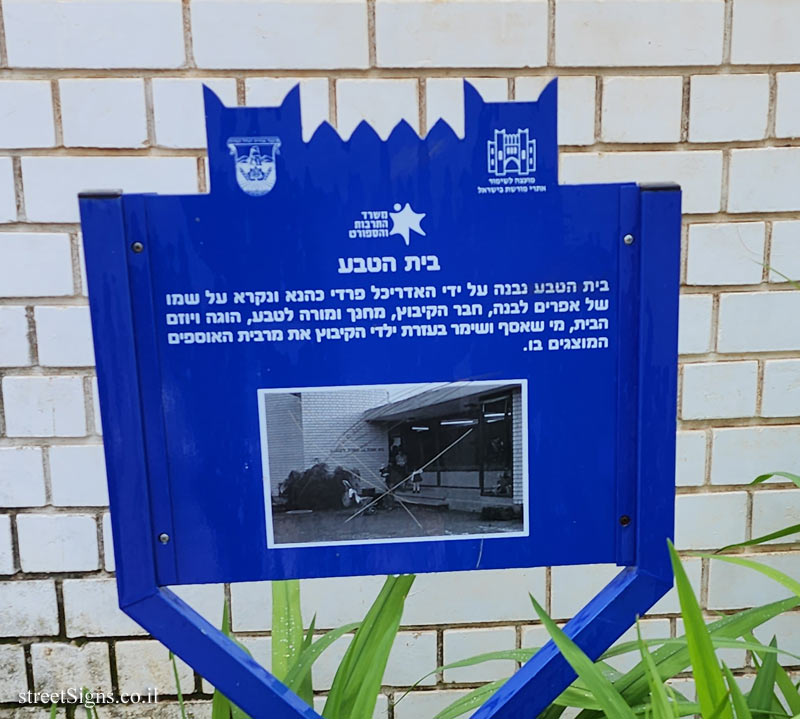 מועצה לשימור
אתרי מורשת בישראל
משרד
התרבות
והספורט
בית הטבע
בית הטבע נבנה על ידי האדריכל פרדי כהנא ונקרא על שמו
של אפרים לבנה, חבר הקיבוץ, מחנך ומורה לטבע, הוגה ויוזם
הבית, מי שאסף ושימר בעזרת ילדי הקיבוץ את מרבית האוספים
המוצגים בו.
streetSigns.co.il